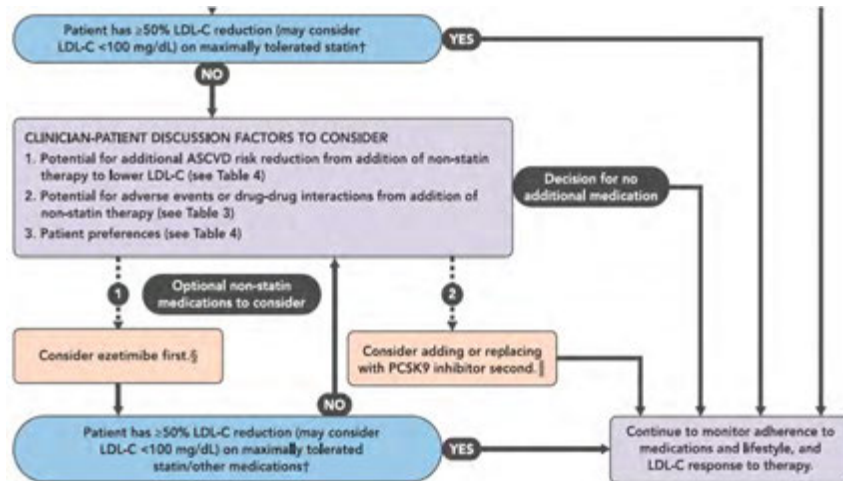 Patient has ≥50% LDL-C reduction (may consider
LDL-C <100 mg/dL) on maximally tolerated statin†
YES
NO
CLINICIAN-PATIENT DISCUSSION FACTORS TO CONSIDER
1. Potential for additional ASCVD risk reduction from addition of non-statin
therapy to lower LDL-C (see Table 4)
2. Potential for adverse events or drug-drug interactions from addition of
non-statin therapy (see Table 3)
3. Patient preferences (see Table 4)
Decision for no
additional medication
1
Optional non-statin
medications to consider
2
Consider ezetimibe first.§
Consider adding or replacing
with PCSK9 inhibitor second.‖
NO
Patient has ≥50% LDL-C reduction (may consider
LDL-C <100 mg/dL) on maximally tolerated
statin/other medications†
YES
Continue to monitor adherence to
medications and lifestyle, and
LDL-C response to therapy.